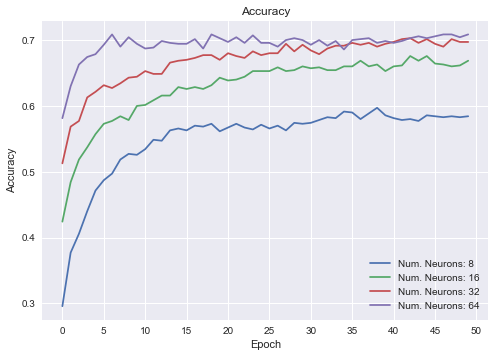 Accuracy
0.7
0.6
0.5
0.4
0.3
Accuracy
0 5 10 15 20 25 30 35 40 45 50
Epoch
Num. Neurons: 8
Num. Neurons: 16
Num. Neurons: 32
Num. Neurons: 64